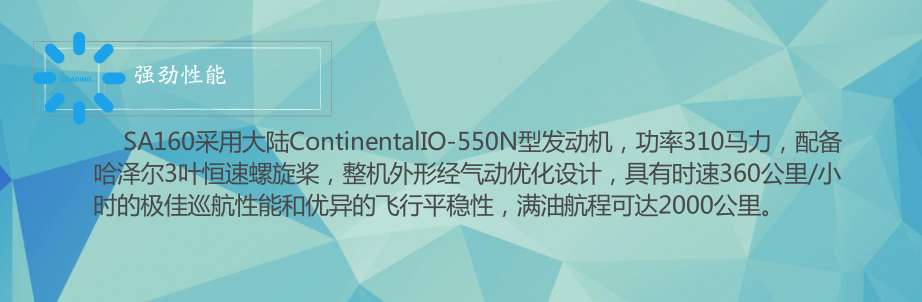 LOADING...
强劲性能
SA160采用大陆ContinentalIO-550N型发动机，功率310马力，配备
哈泽尔3叶恒速螺旋桨，整机外形经气动优化设计，具有时速360公里/小
时的极佳巡航性能和优异的飞行平稳性，满油航程可达2000公里。